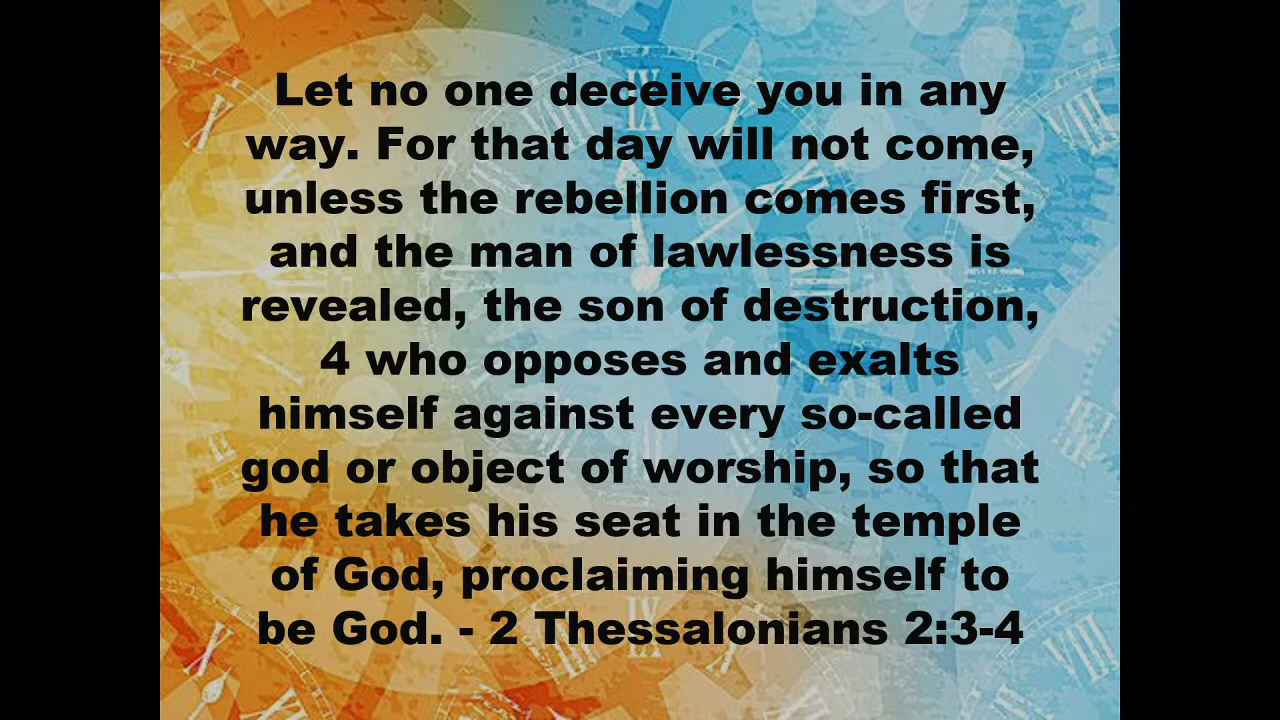 Let no one deceive you in any
way. For that day will not come,
unless the rebellion comes first,
and the man of lawlessness is
revealed, the son of destruction,
4 who opposes and exalts
himself against every so-called
god or object of worship, so that
he takes his seat in the temple
of God, proclaiming himself to
be God. - 2 Thessalonians 2:3-4